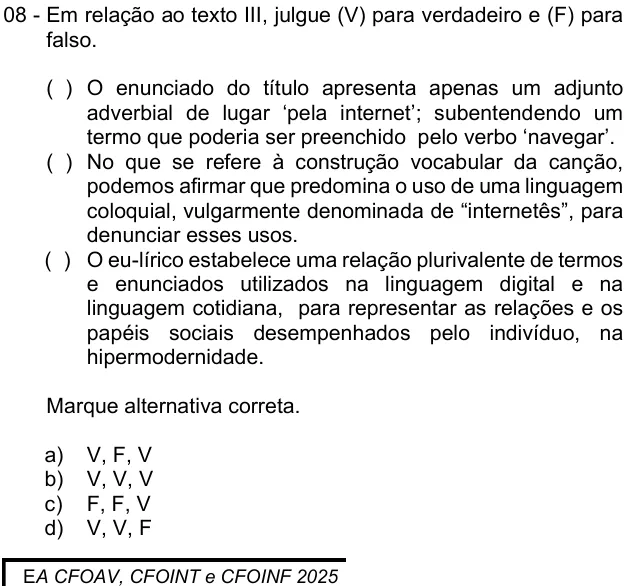 08 - Em relação ao texto III, julgue (V) para verdadeiro e (F) para
falso.
( ) O enunciado do título apresenta apenas um adjunto
adverbial de lugar ‘pela internet’; subentendendo um
termo que poderia ser preenchido pelo verbo ‘navegar’.
( ) No que se refere à construção vocabular da canção,
podemos afirmar que predomina o uso de uma linguagem
coloquial, vulgarmente denominada de “internetês”, para
denunciar esses usos.
( ) O eu-lírico estabelece uma relação plurivalente de termos
e enunciados utilizados na linguagem digital e na
linguagem cotidiana, para representar as relações e os
papéis sociais desempenhados pelo indivíduo, na
hipermodernidade.
Marque alternativa correta.
a) V, F, V
b) V, V, V
c) F, F, V
d) V, V, F
EA CFOAV, CFOINT e CFOINF 2025